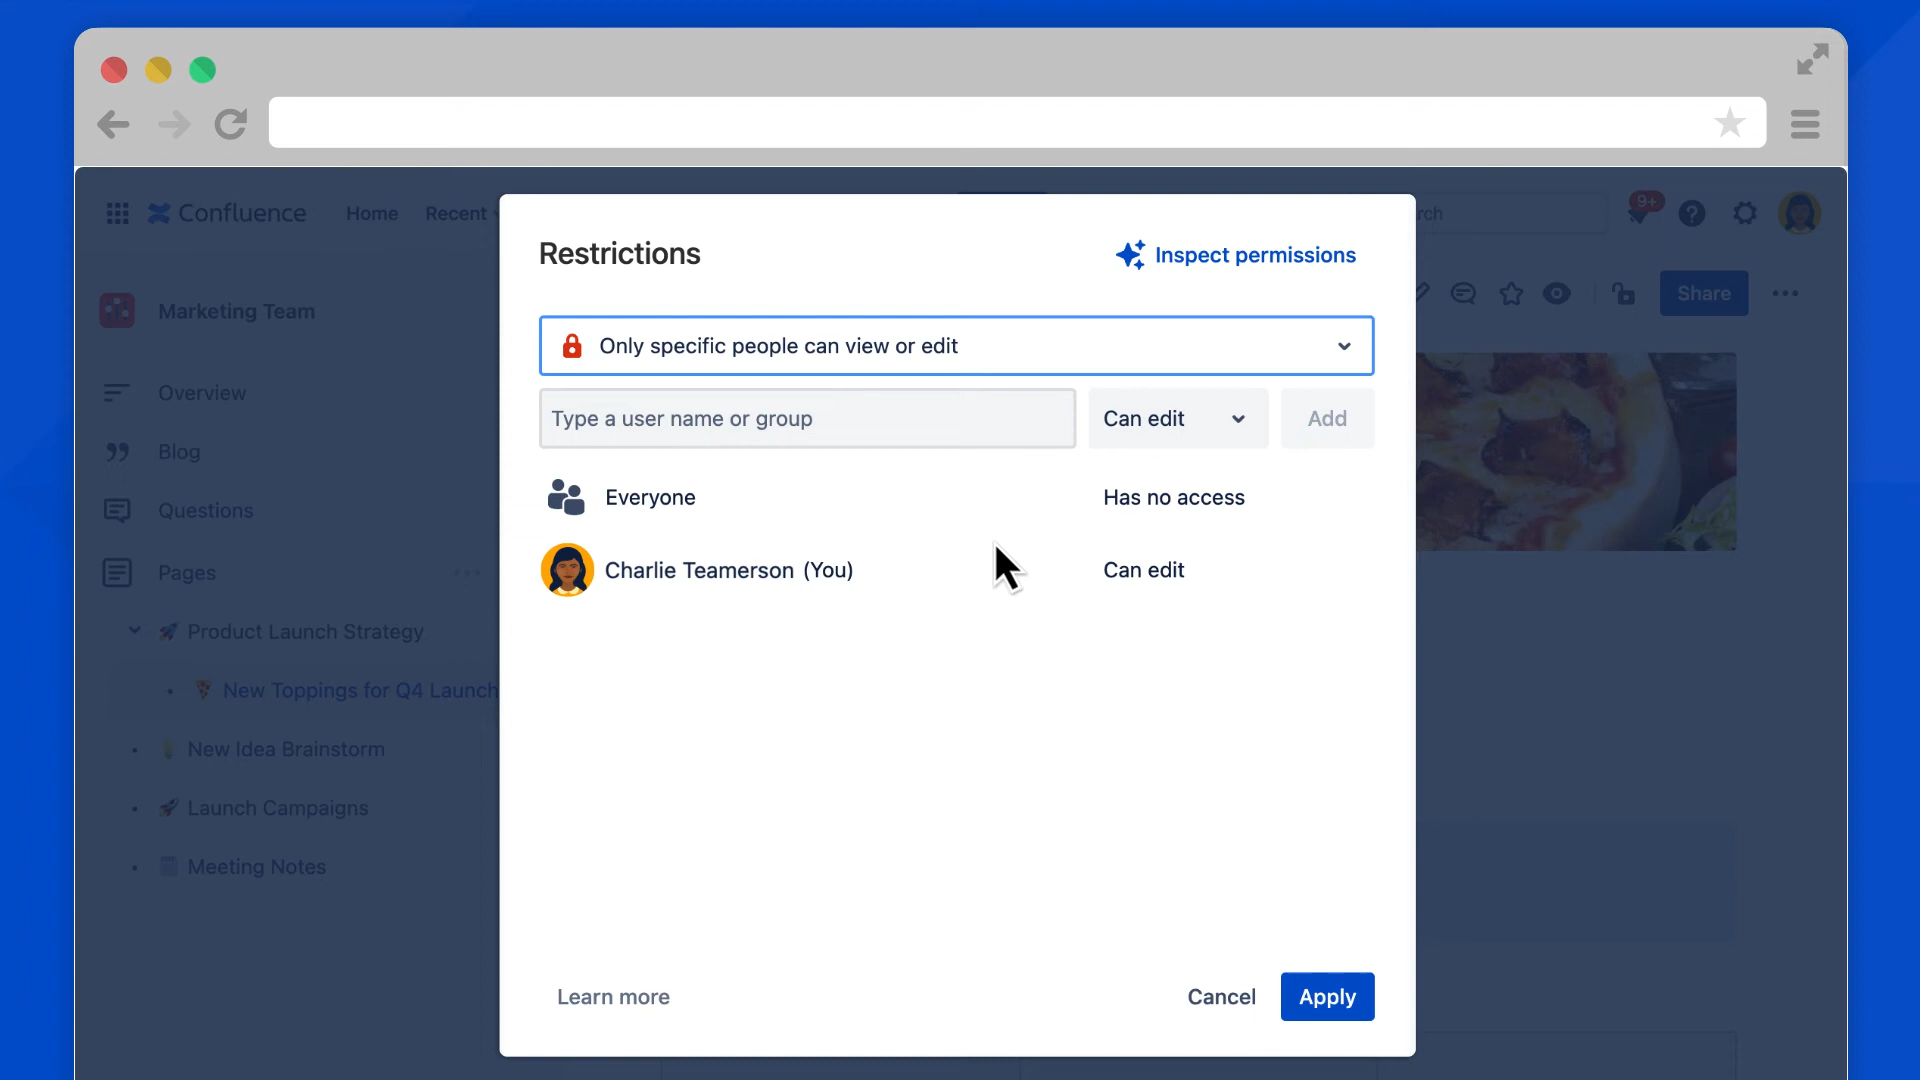 Confluence
Home
Recent
rch
9+
Restrictions
Inspect permissions
Share
Marketing Team
Only specific people can view or edit
Type a user name or group
Can edit
Add
Overview
Blog
Everyone
Has no access
Questions
Charlie Teamerson (You)
Can edit
Pages
Product Launch Strategy
New Toppings for Q4 Launch
New Idea Brainstorm
Launch Campaigns
Meeting Notes
Learn more
Cancel
Apply